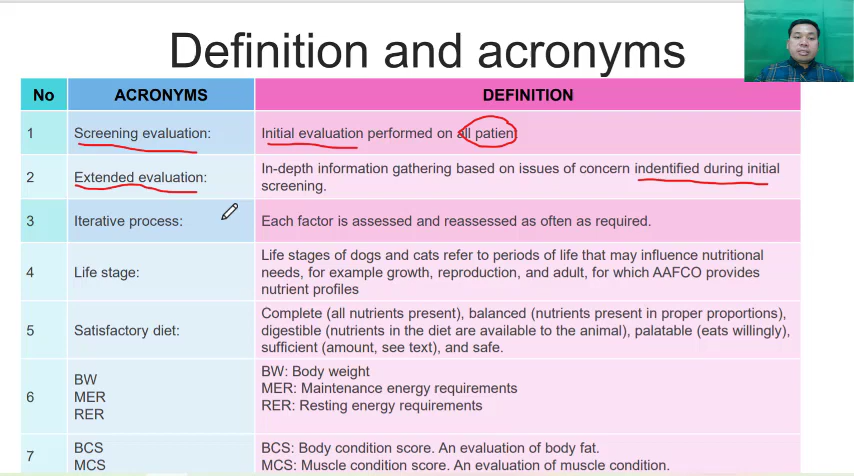 Definition and acronyms
No ACRONYMS DEFINITION
1 Screening evaluation: Initial evaluation performed on all patien
2 Extended evaluation: In-depth information gathering based on issues of concern indentified during initial
screening.
3 Iterative process: Each factor is assessed and reassessed as often as required.
4 Life stage: Life stages of dogs and cats refer to periods of life that may influence nutritional
needs, for example growth, reproduction, and adult, for which AAFCO provides
nutrient profiles
5 Satisfactory diet: Complete (all nutrients present), balanced (nutrients present in proper proportions),
digestible (nutrients in the diet are available to the animal), palatable (eats willingly),
sufficient (amount, see text), and safe.
6 BW BW: Body weight
MER MER: Maintenance energy requirements
RER RER: Resting energy requirements
7 BCS BCS: Body condition score. An evaluation of body fat.
MCS MCS: Muscle condition score. An evaluation of muscle condition.